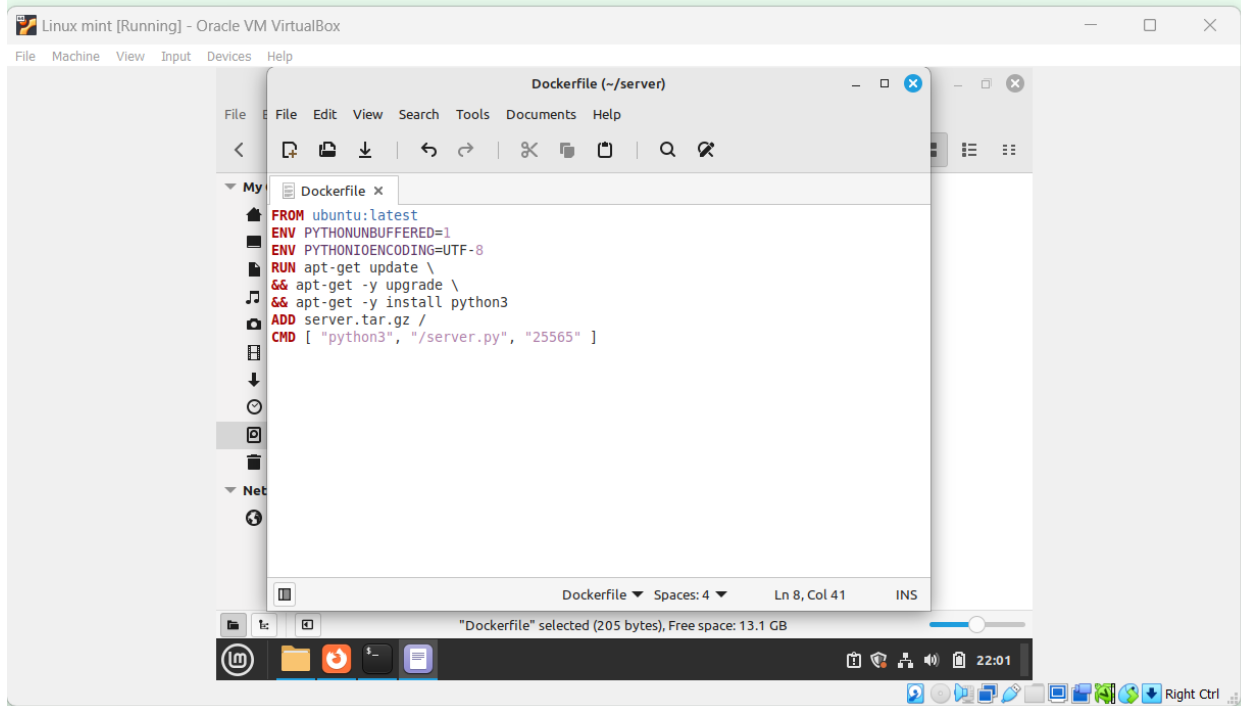 Linux mint [Running] - Oracle VM VirtualBox
File Machine View Input Devices Help
Dockerfile (~/server)
File
File Edit View Search Tools Documents Help
My
Dockerfile
FROM ubuntu:latest
ENV PYTHONUNBUFFERED=1
ENV PYTHONIOENCODING=UTF-8
RUN apt-get update \
&& apt-get -y upgrade \
&& apt-get -y install python3
ADD server.tar.gz /
CMD [ "python3", "/server.py", "25565" ]
Net
Dockerfile Spaces: 4 Ln 8, Col 41 INS
"Dockerfile" selected (205 bytes), Free space: 13.1 GB
22:01
Right Ctrl